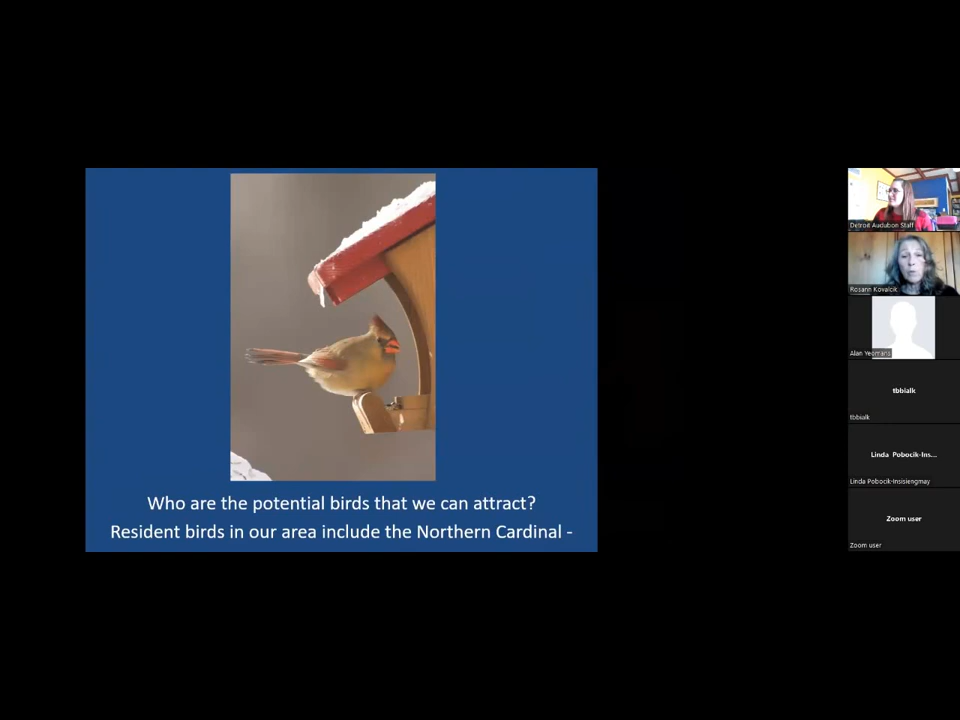 Who are the potential birds that we can attract?
Resident birds in our area include the Northern Cardinal -
Detroit Audubon Staff
Rosann Kovalcik
Alan Yeomans
tbbialk
tbbialk
Linda Pobocik-Ins...
Linda Pobocik-Insisiengmay
Zoom user
Zoom user